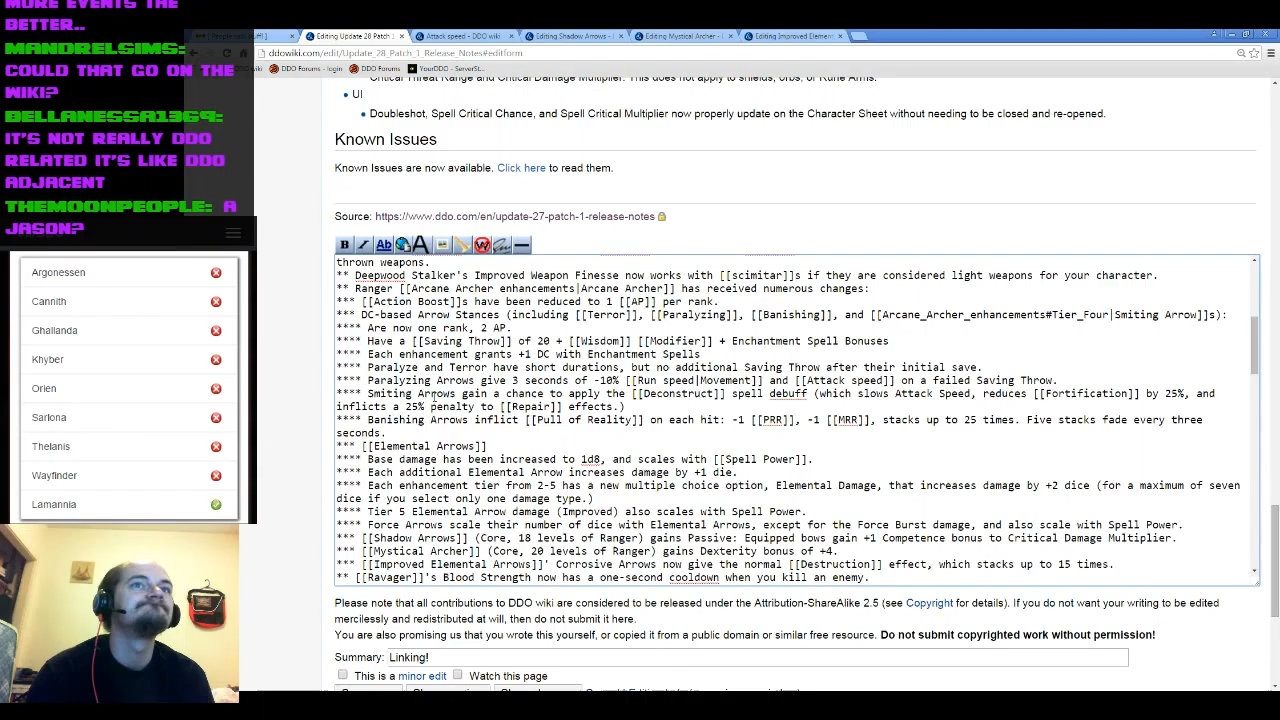 MORE EVENTS THE
BETTER..
MANDRELSIMS:
COULD THAT GO ON THE
WIKI?
BELLANESSA1369:
IT'S NOT REALLY DDO
RELATED IT'S LIKE DDO
ADJACENT
THEMOONPEOPLE: A
JASON?
Argonessen
Cannith
Ghallanda
Khyber
Orien
Sarlona
Thelanis
Wayfinder
Lamannia
Editing Update 28 Patch 1
Attack speed - DDO wiki
Editing Shadow Arrows -
Editing Mystical Archer -
Editing Improved Element
ddowiki.com/edit/Update_28_Patch_1_Release_Notes#editform
DDO Forums - login
DDO Forums
YourDDO - ServerSt...
Critical Threat Range and Critical Damage Multiplier. This does not apply to shields, orbs, or Rune Arms.
• UI
• Doubleshot, Spell Critical Chance, and Spell Critical Multiplier now properly update on the Character Sheet without needing to be closed and re-opened.
Known Issues
Known Issues are now available. Click here to read them.
Source: https://www.ddo.com/en/update-27-patch-1-release-notes
B I Ab A W
thrown weapons.
** Deepwood Stalker's Improved Weapon Finesse now works with [[scimitar]]s if they are considered light weapons for your character.
** Ranger [[Arcane Archer enhancements|Arcane Archer]] has received numerous changes:
*** [[Action Boost]]s have been reduced to 1 [[AP]] per rank.
*** DC-based Arrow Stances (including [[Terror]], [[Paralyzing]], [[Banishing]], and [[Arcane_Archer_enhancements#Tier_Four|Smiting Arrow]]s):
**** Are now one rank, 2 AP.
**** Have a [[Saving Throw]] of 20 + [[Wisdom]] [[Modifier]] + Enchantment Spell Bonuses
**** Each enhancement grants +1 DC with Enchantment Spells
**** Paralyze and Terror have short durations, but no additional Saving Throw after their initial save.
**** Paralyzing Arrows give 3 seconds of -10% [[Run speed|Movement]] and [[Attack speed]] on a failed Saving Throw.
**** Smiting Arrows gain a chance to apply the [[Deconstruct]] spell debuff (which slows Attack Speed, reduces [[Fortification]] by 25%, and
inflicts a 25% penalty to [[Repair]] effects.)
**** Banishing Arrows inflict [[Pull of Reality]] on each hit: -1 [[PRR]], -1 [[MRR]], stacks up to 25 times. Five stacks fade every three
seconds.
*** [[Elemental Arrows]]
**** Base damage has been increased to 1d8, and scales with [[Spell Power]].
**** Each additional Elemental Arrow increases damage by +1 die.
**** Each enhancement tier from 2-5 has a new multiple choice option, Elemental Damage, that increases damage by +2 dice (for a maximum of seven
dice if you select only one damage type.)
**** Tier 5 Elemental Arrow damage (Improved) also scales with Spell Power.
**** Force Arrows scale their number of dice with Elemental Arrows, except for the Force Burst damage, and also scale with Spell Power.
*** [[Shadow Arrows]] (Core, 18 levels of Ranger) gains Passive: Equipped bows gain +1 Competence bonus to Critical Damage Multiplier.
*** [[Mystical Archer]] (Core, 20 levels of Ranger) gains Dexterity bonus of +4.
*** [[Improved Elemental Arrows]]' Corrosive Arrows now give the normal [[Destruction]] effect, which stacks up to 15 times.
** [[Ravager]]'s Blood Strength now has a one-second cooldown when you kill an enemy.
Please note that all contributions to DDO wiki are considered to be released under the Attribution-ShareAlike 2.5 (see Copyright for details). If you do not want your writing to be edited
mercilessly and redistributed at will, then do not submit it here.
You are also promising us that you wrote this yourself, or copied it from a public domain or similar free resource. Do not submit copyrighted work without permission!
Summary: Linking!
This is a minor edit Watch this page